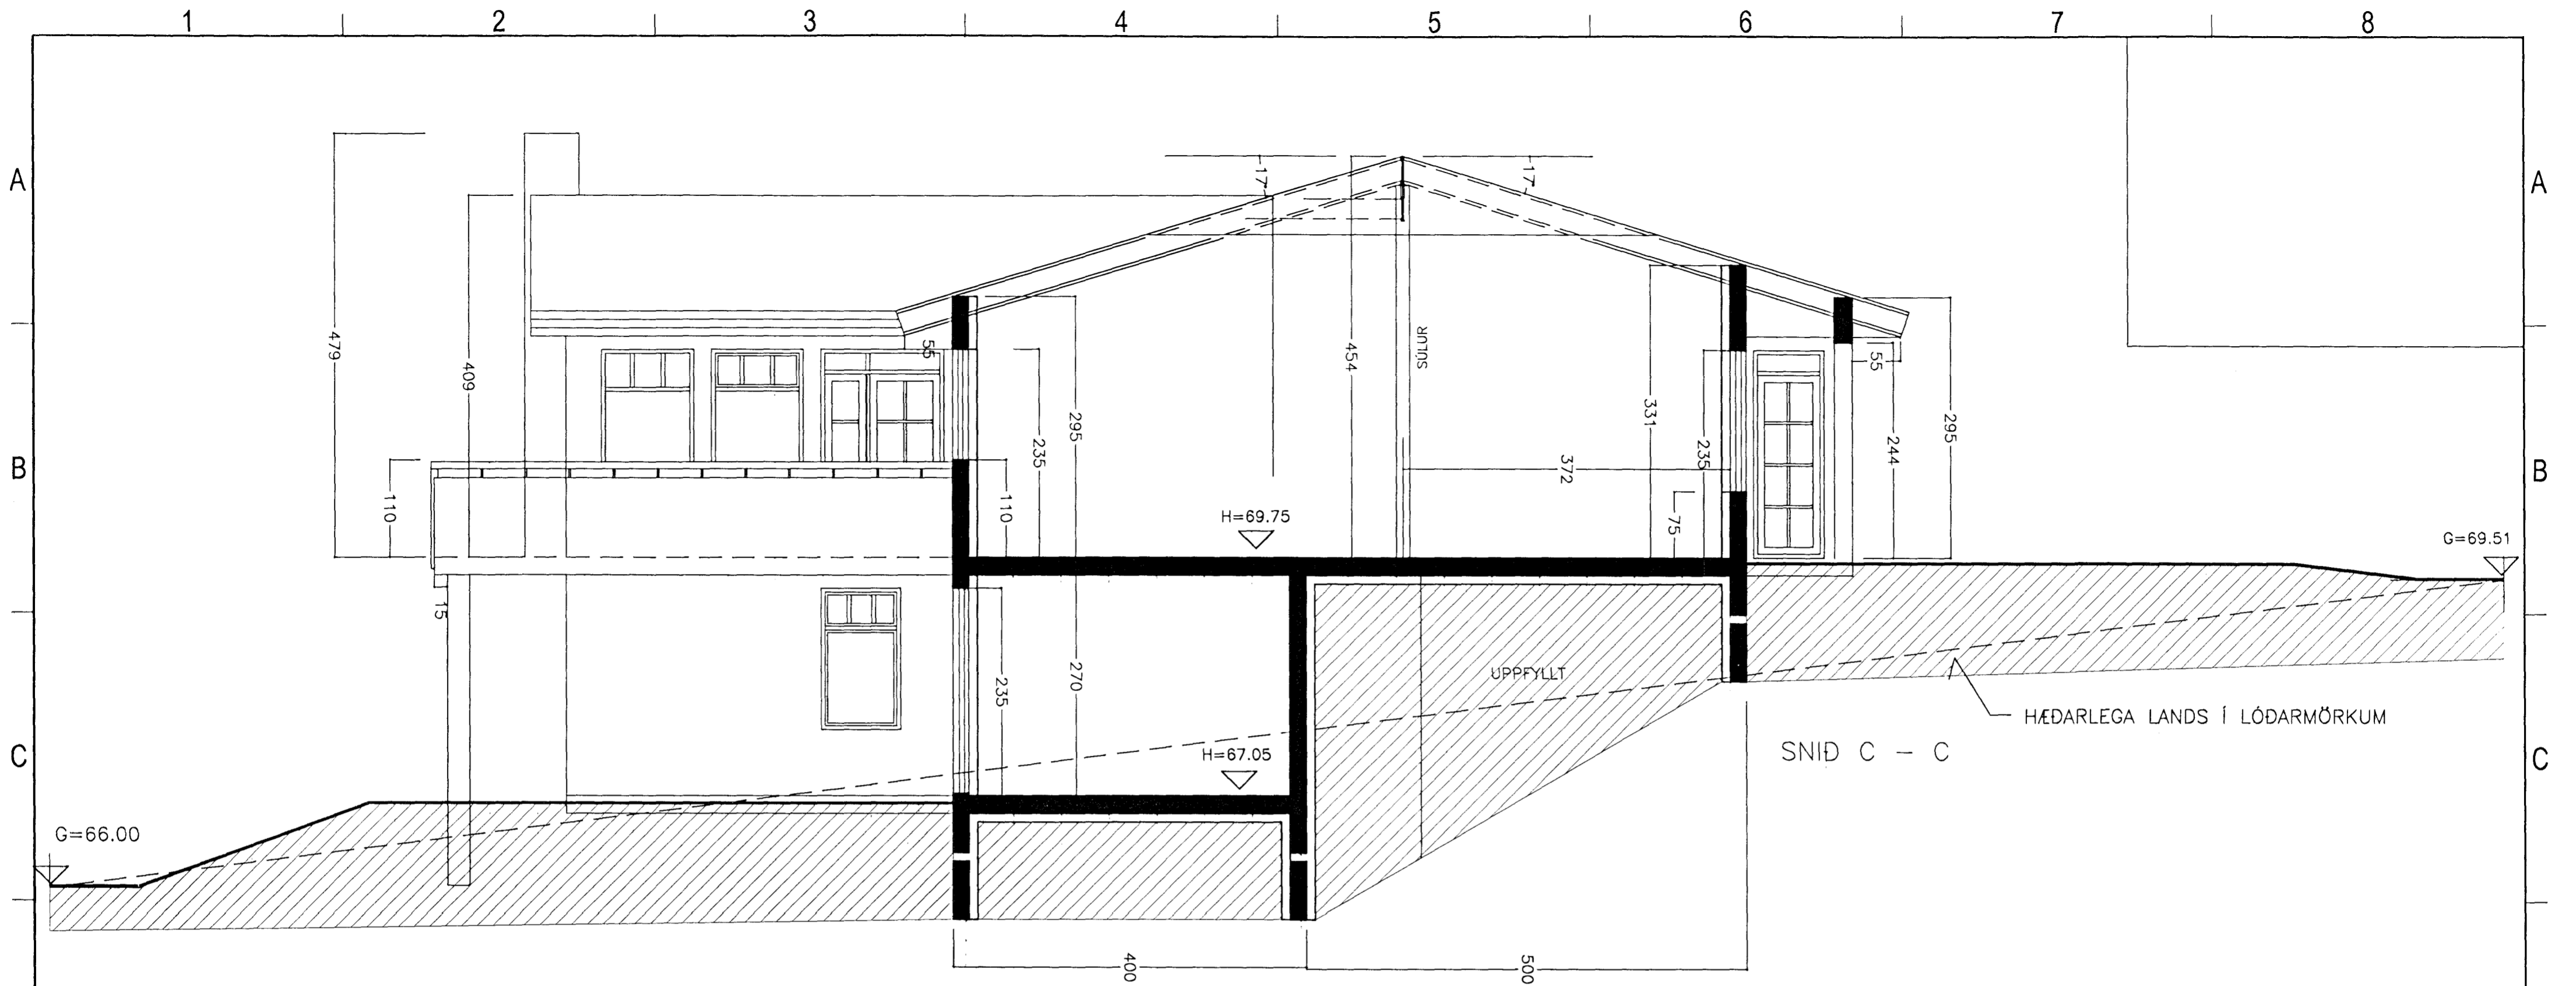 1 2 3 4 5 6 7 8
A A
17 17
479
409
55
454
SÚLUR
331
55
295
235
295
235
244
B B
372
110
110
75
H=69.75
G=69.51
15
235
270
UPPFYLLT
HÆÐARLEGA LANDS Í LÓÐARMÖRKUM
SNIÐ C – C
H=67.05
C C
G=66.00
400
500